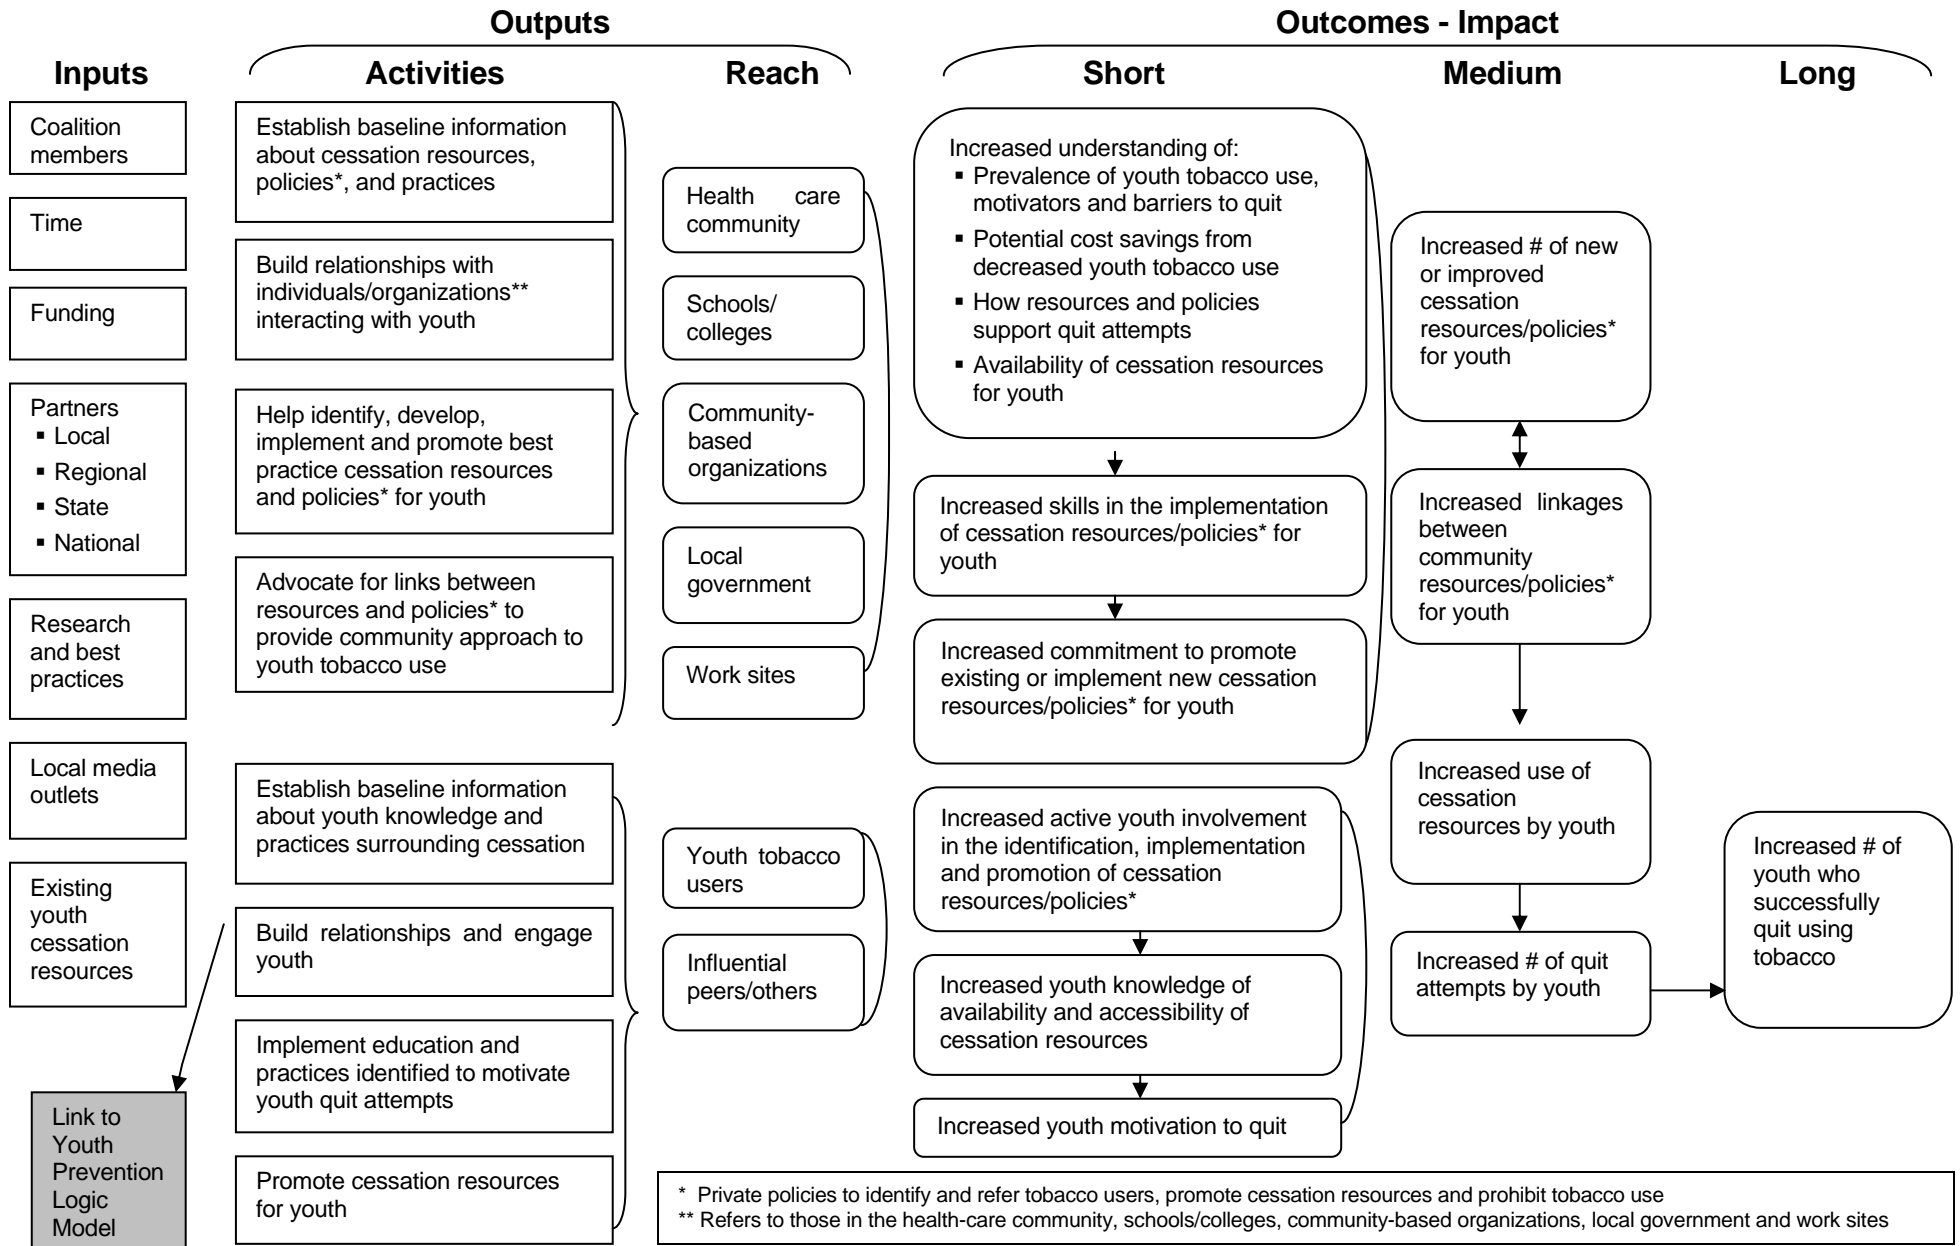 Outputs
Outcomes - Impact
Inputs
Activities
Reach
Short
Medium
Long
Coalition
members
Time
Funding
Partners
▪ Local
▪ Regional
▪ State
▪ National
Research
and best
practices
Local media
outlets
Existing
youth
cessation
resources
Link to
Youth
Prevention
Logic
Model
Establish baseline information
about cessation resources,
policies*, and practices
Build relationships with
individuals/organizations**
interacting with youth
Help identify, develop,
implement and promote best
practice cessation resources
and policies* for youth
Advocate for links between
resources and policies* to
provide community approach to
youth tobacco use
Establish baseline information
about youth knowledge and
practices surrounding cessation
Build relationships and engage
youth
Implement education and
practices identified to motivate
youth quit attempts
Promote cessation resources
for youth
Health care
community
Schools/
colleges
Community-
based
organizations
Local
government
Work sites
Youth tobacco
users
Influential
peers/others
Increased understanding of:
▪ Prevalence of youth tobacco use,
motivators and barriers to quit
▪ Potential cost savings from
decreased youth tobacco use
▪ How resources and policies
support quit attempts
▪ Availability of cessation resources
for youth
Increased skills in the implementation
of cessation resources/policies* for
youth
Increased commitment to promote
existing or implement new cessation
resources/policies* for youth
Increased active youth involvement
in the identification, implementation
and promotion of cessation
resources/policies*
Increased youth knowledge of
availability and accessibility of
cessation resources
Increased youth motivation to quit
Increased # of new
or improved
cessation
resources/policies*
for youth
Increased linkages
between
community
resources/policies*
for youth
Increased use of
cessation
resources by youth
Increased # of quit
attempts by youth
Increased # of
youth who
successfully
quit using
tobacco
* Private policies to identify and refer tobacco users, promote cessation resources and prohibit tobacco use
** Refers to those in the health-care community, schools/colleges, community-based organizations, local government and work sites